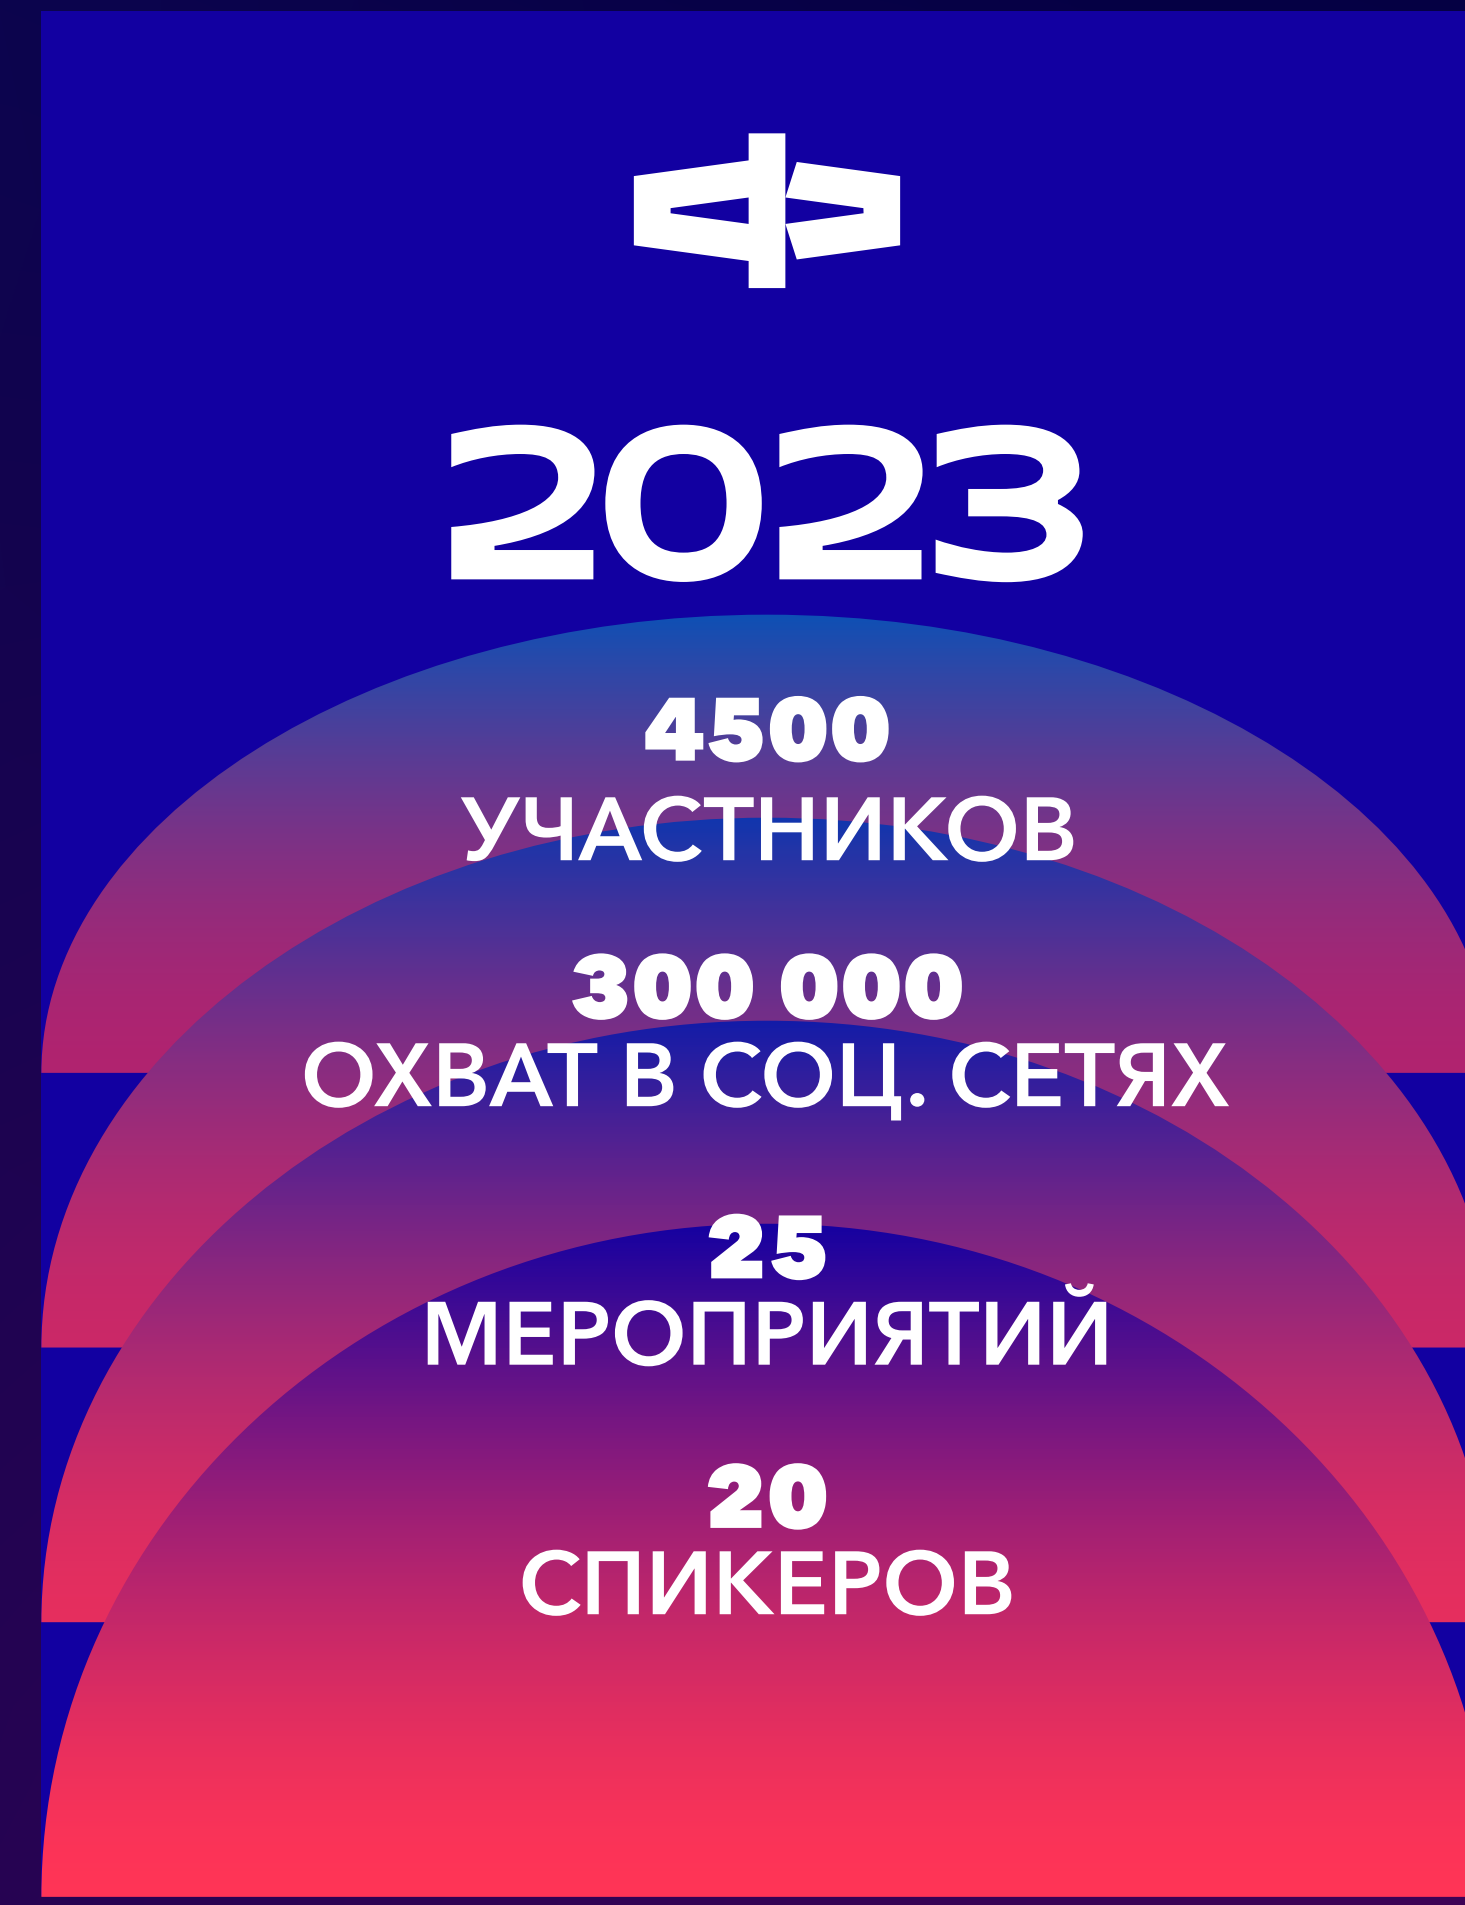 2023
4500
УЧАСТНИКОВ
300 000
ОХВАТ В СОЦ. СЕТЯХ
25
МЕРОПРИЯТИЙ
20
СПИКЕРОВ